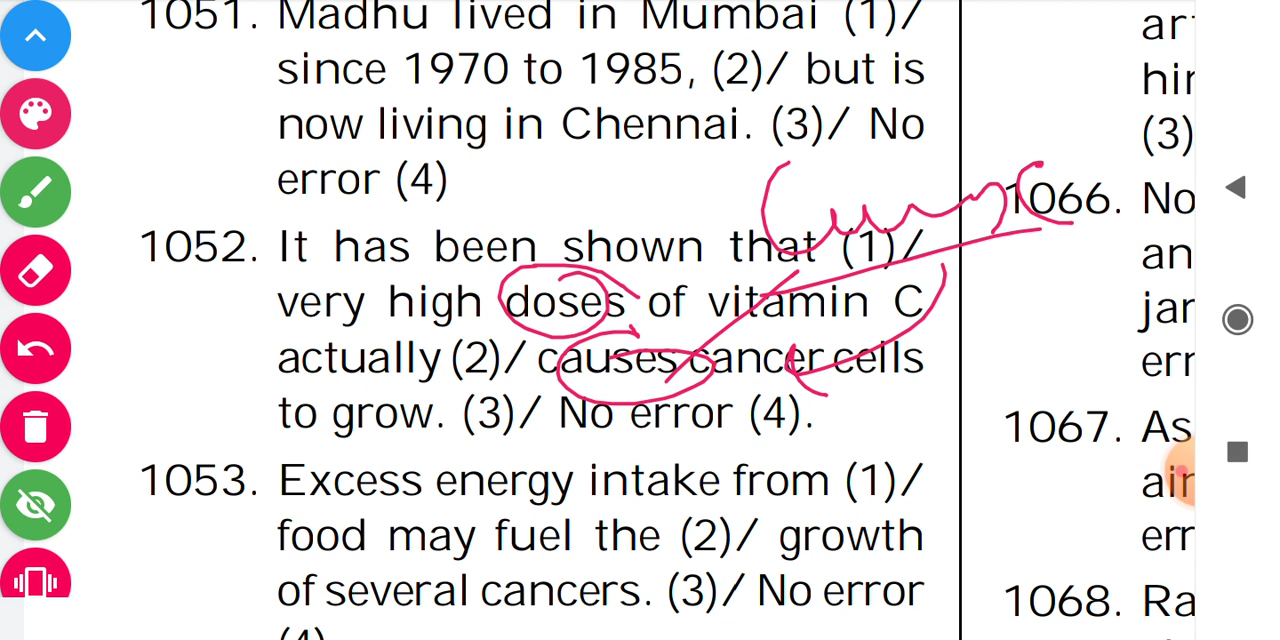 1051. Madhu lived in Mumbai (1)/
since 1970 to 1985, (2)/ but is
now living in Chennai. (3)/ No
error (4)
1052. It has been shown that (1)/
very high doses of vitamin C
actually (2)/ causes cancer cells
to grow. (3)/ No error (4).
1053. Excess energy intake from (1)/
food may fuel the (2)/ growth
of several cancers. (3)/ No error
(4)
(3)
1066. No
an
err
1067. As
err
1068. Ra